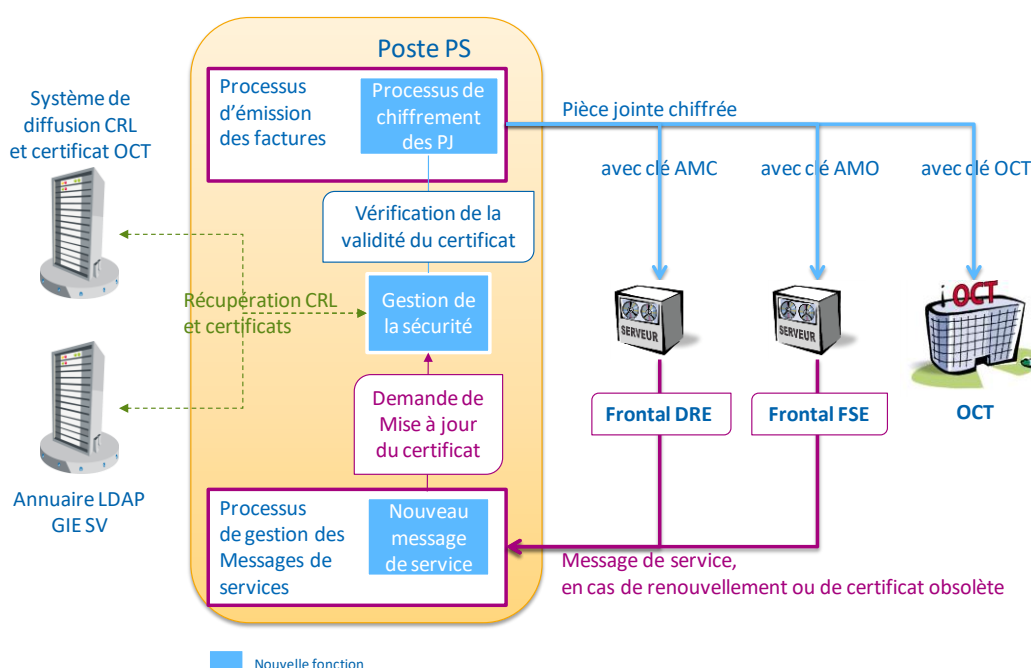 Poste PS
Système de
diffusion CRL
et certificat OCT
Processus
d'émission
des factures
Processus de
chiffrement
des PJ
Pièce jointe chiffrée
avec clé AMC
avec clé AMO
avec clé OCT
Vérification de la
validité du certificat
Récupération CRL
et certificats
Gestion de
la sécurité
SERVEUR
SERVEUR
OCT
Demande de
Mise à jour
du certificat
Frontal DRE
Frontal FSE
OCT
Annuaire LDAP
GIE SV
Processus
de gestion des
Messages de
services
Nouveau
message
de service
Message de service,
en cas de renouvellement ou de certificat obsolète
Nouvelle fonction